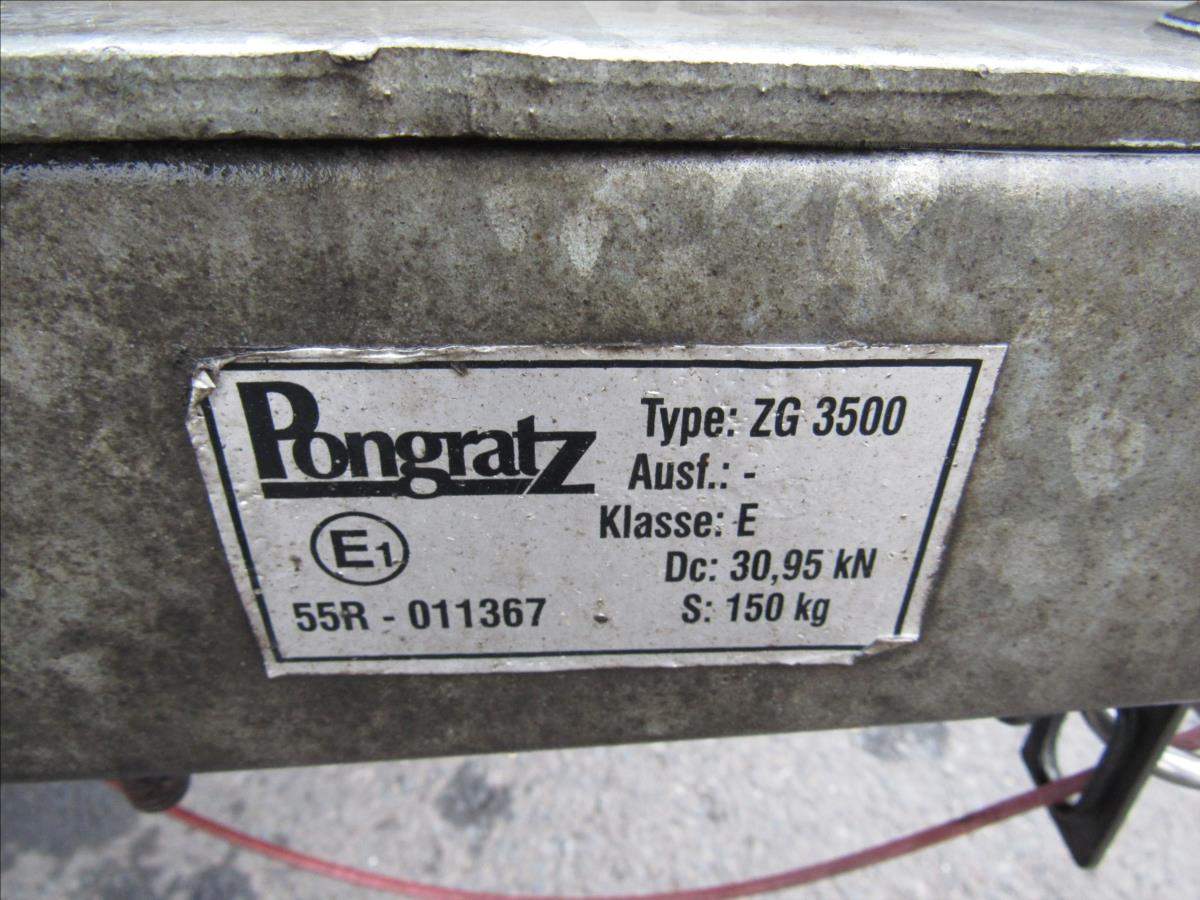 Pongratz
Type: ZG 3500
Ausf.: -
Klasse: E
E1
Dc: 30,95 kN
55R - 011367
S: 150 kg